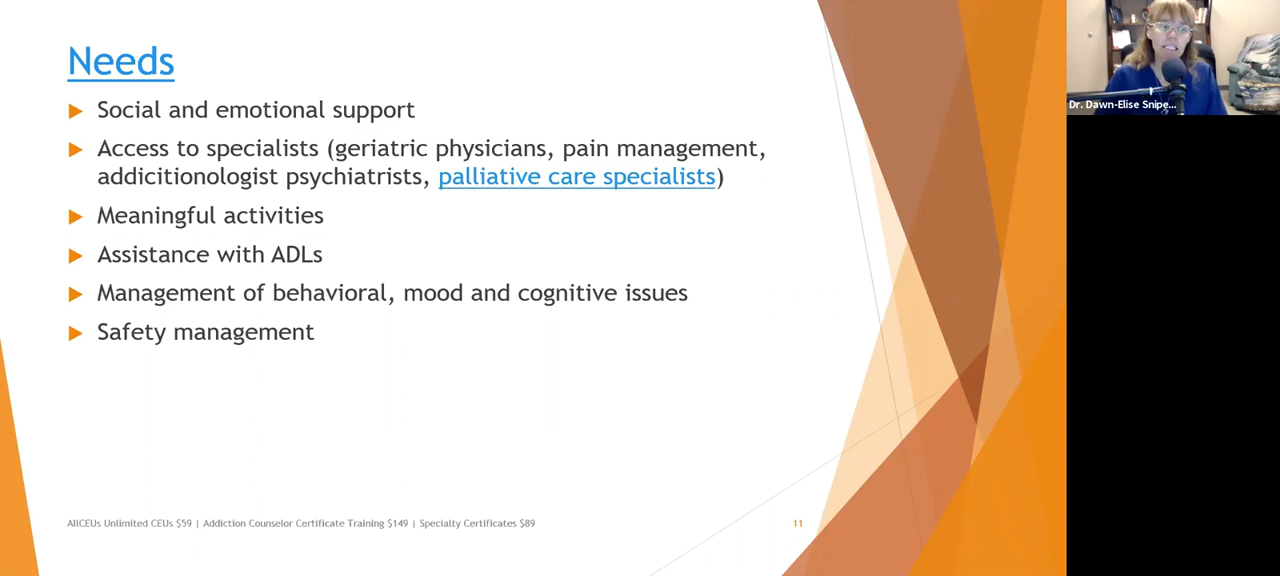 Needs
Social and emotional support
Access to specialists (geriatric physicians, pain management,
addicitionologist psychiatrists, palliative care specialists)
Meaningful activities
Assistance with ADLs
Management of behavioral, mood and cognitive issues
Safety management
AllCEUs Unlimited CEUs $59 | Addiction Counselor Certificate Training $149 | Specialty Certificates $89
11
Dr. Dawn-Elise Snipe...